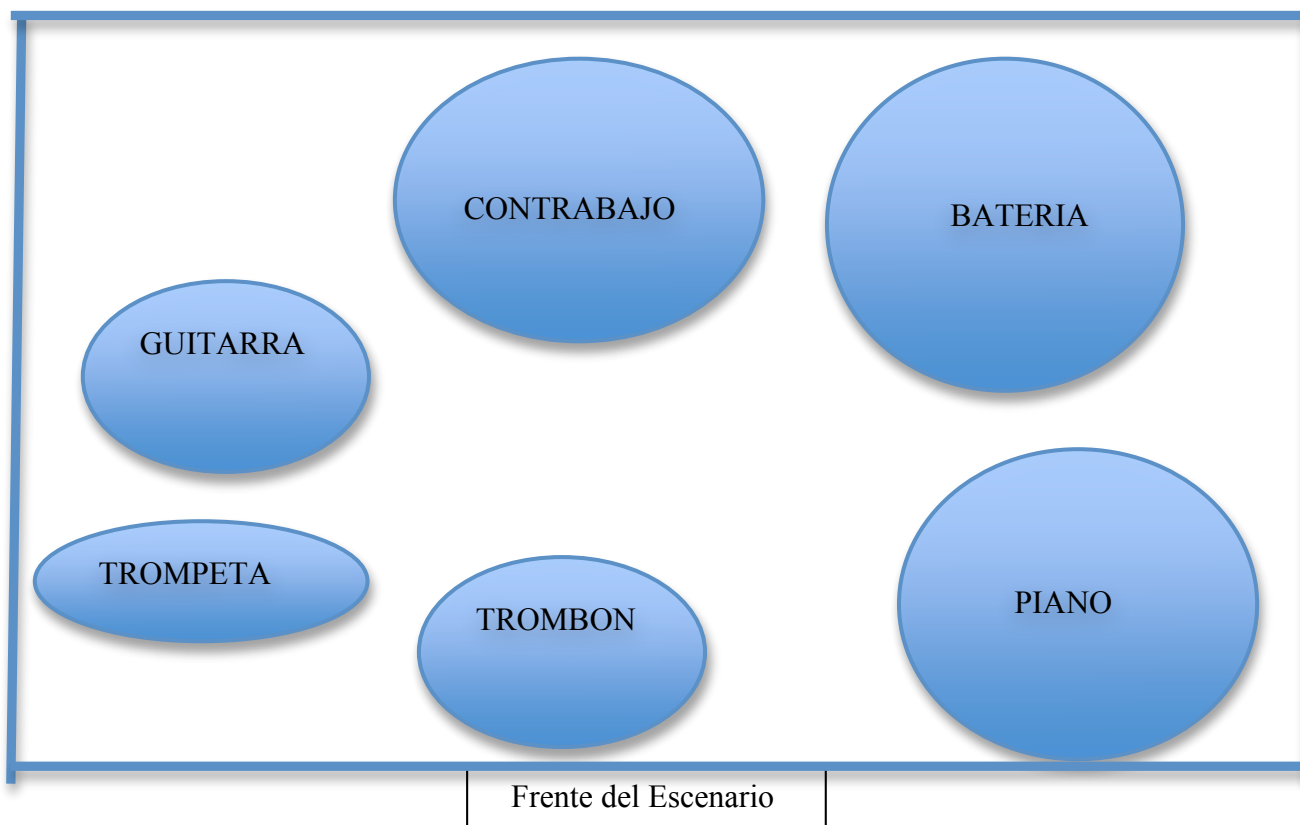 CONTRABAJO
BATERIA
GUITARRA
TROMPETA
TROMBON
PIANO
Frente del Escenario